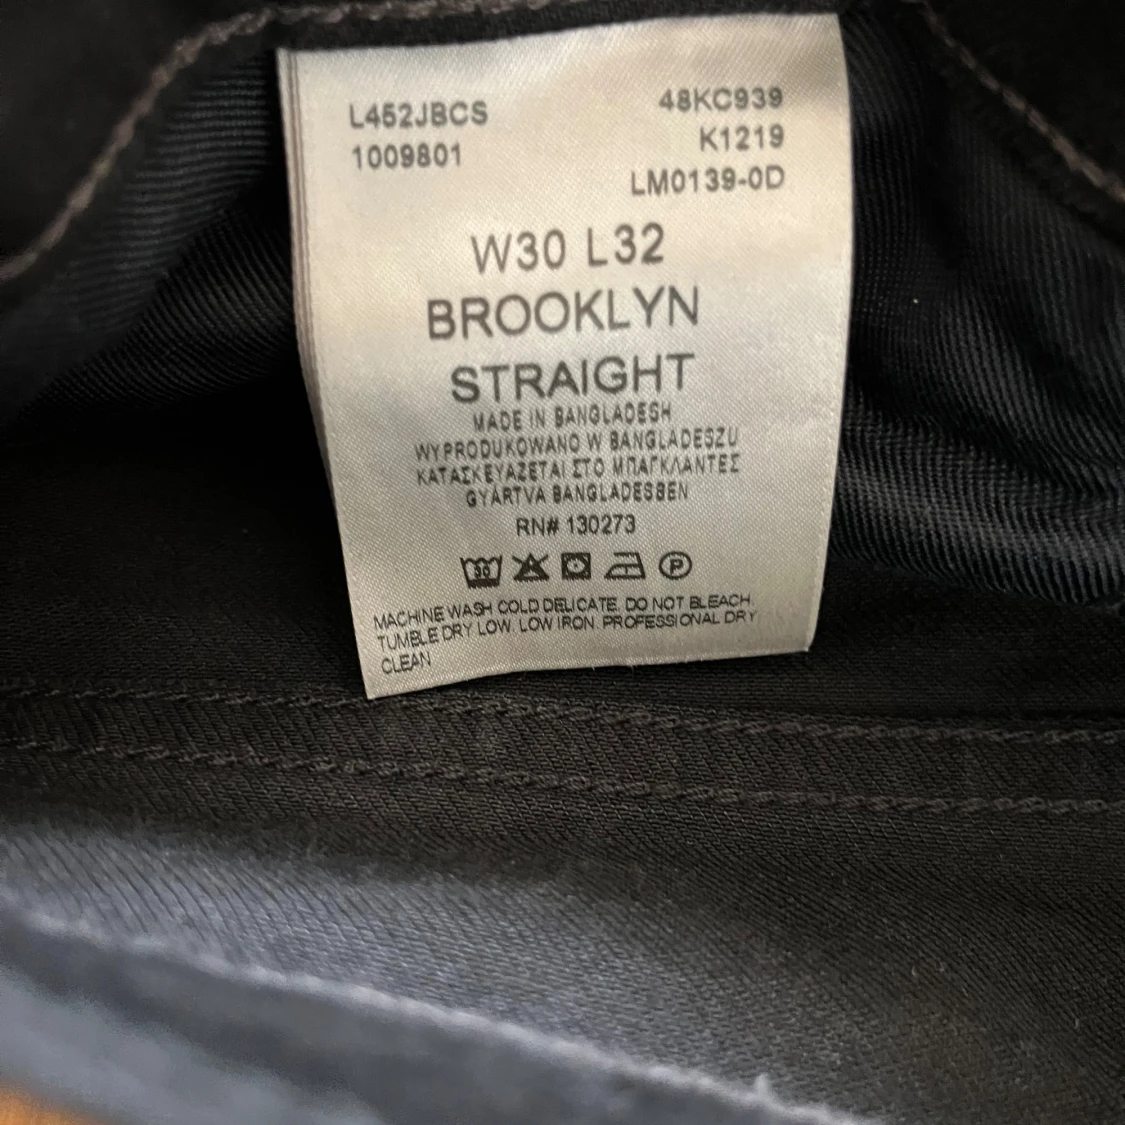 L452JBCS 48KC939
1009801 K1219
LM0139-0D
W30 L32
BROOKLYN
STRAIGHT
MADE IN BANGLADESH
WYPRODUKOWANO W BANGLADESZU
ΚΑΤΑΣΚΕΥΑΖΕΤΑΙ ΣΤΟ ΜΠΑΓΚΛΑΝΤΕΣ
GYÁRTVA BANGLADESBEN
RN# 130273
30 P
MACHINE WASH COLD DELICATE. DO NOT BLEACH.
TUMBLE DRY LOW. LOW IRON. PROFESSIONAL DRY
CLEAN